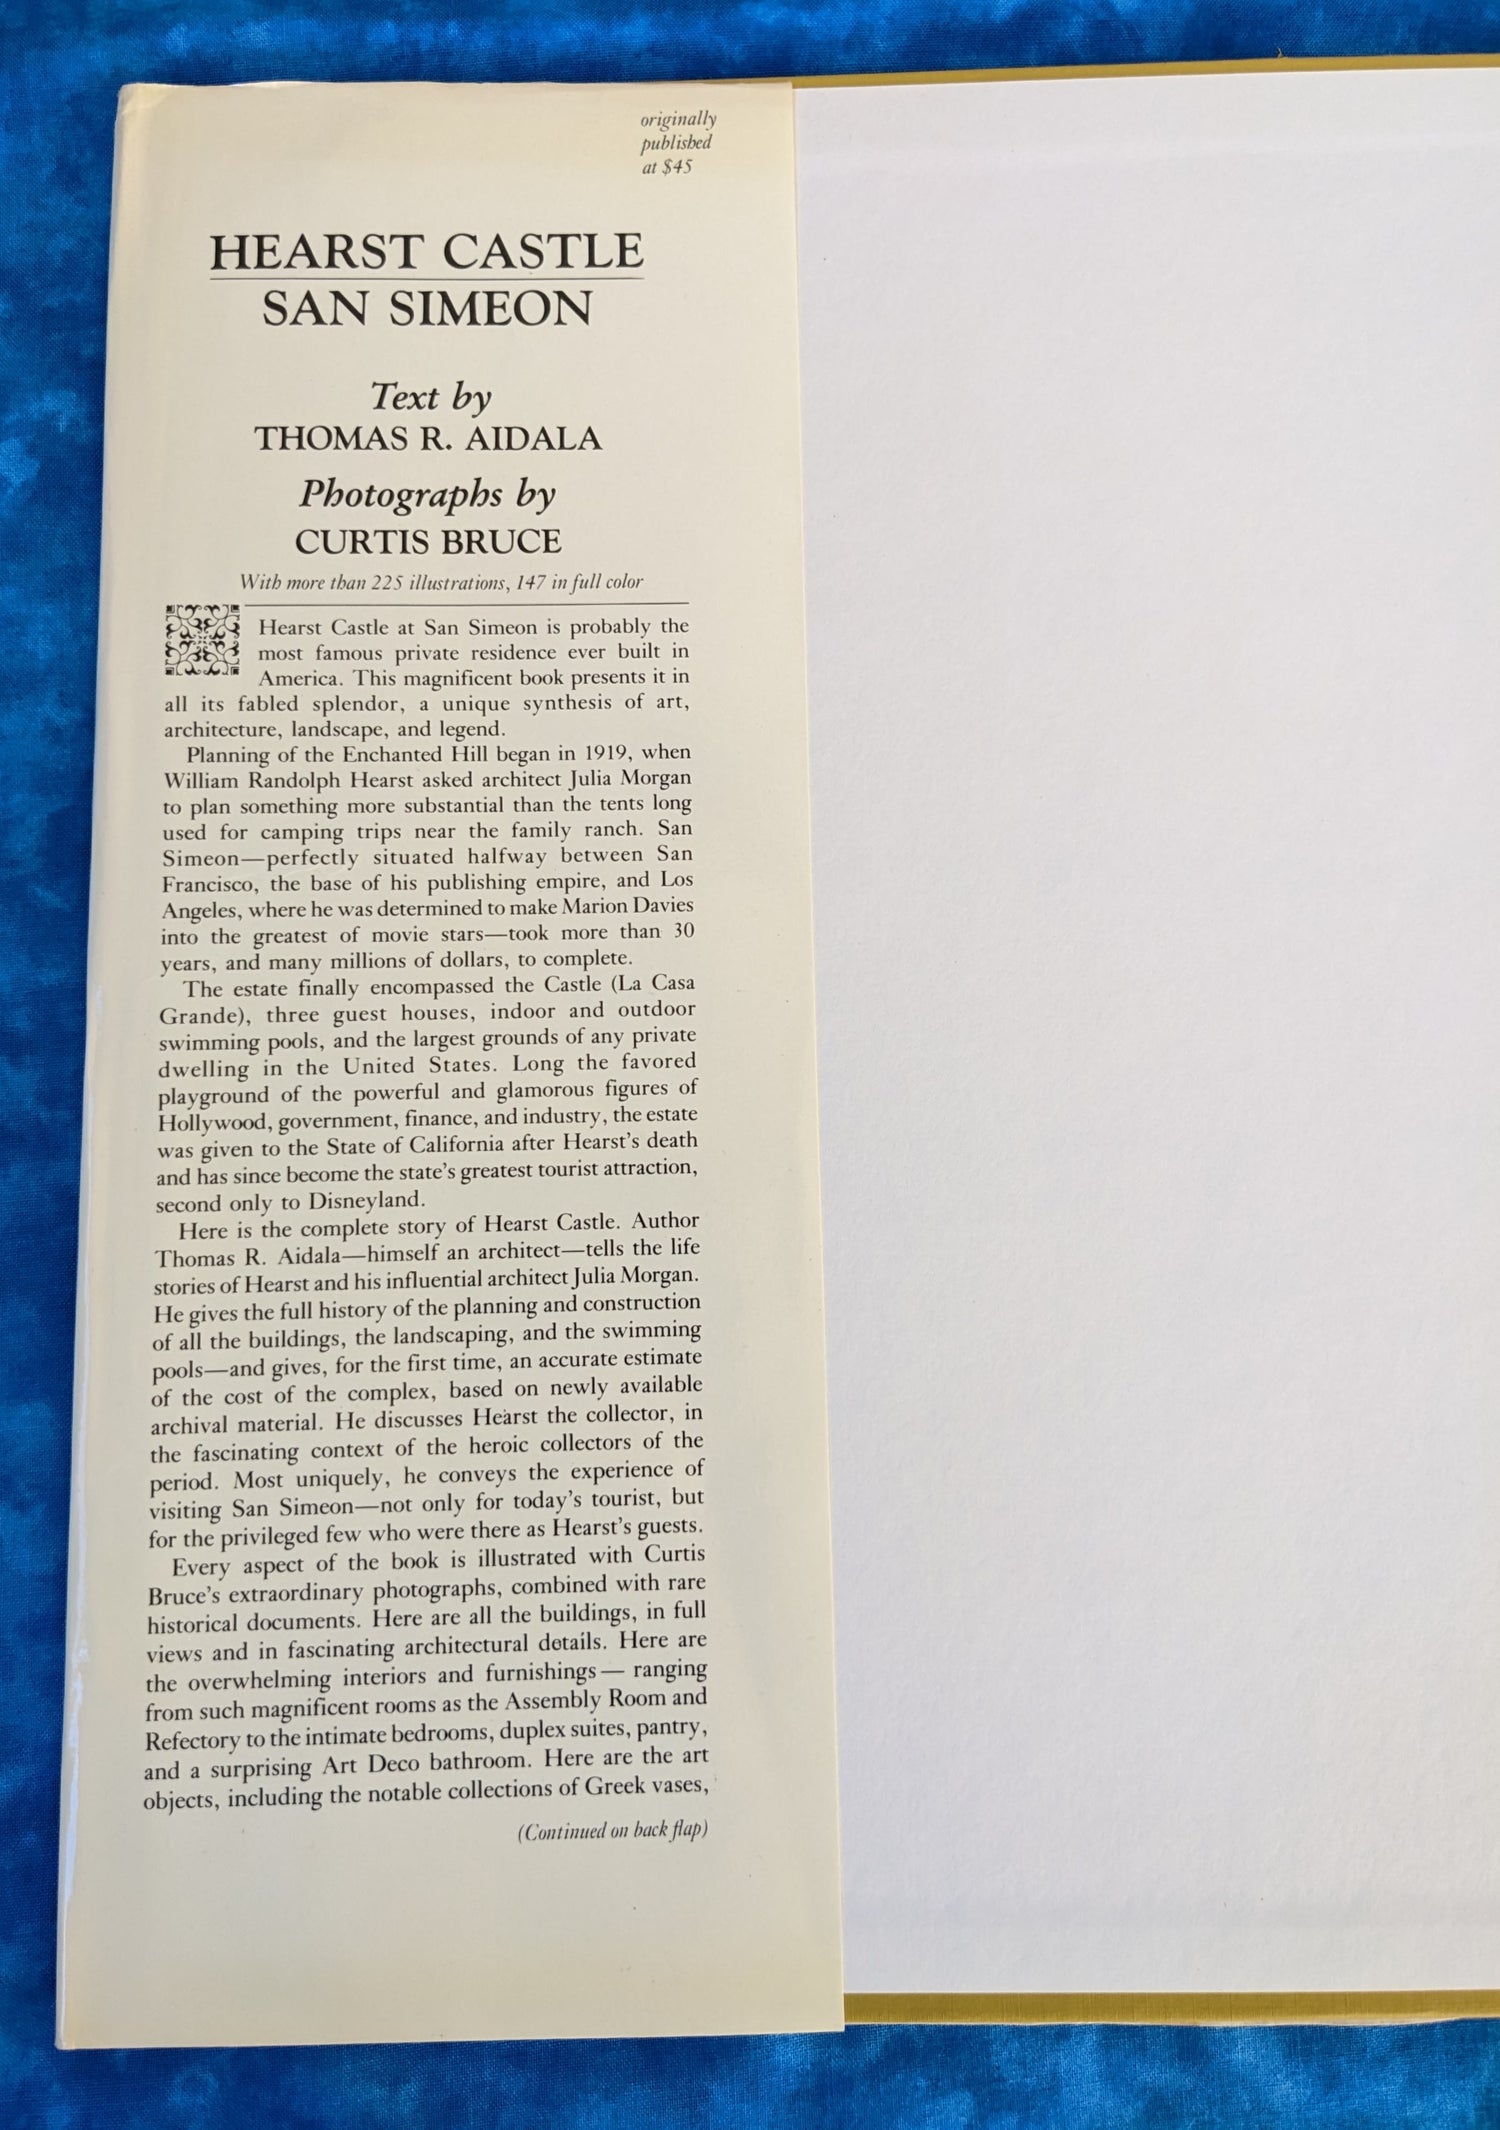 originally
published
at $45
HEARST CASTLE
SAN SIMEON
Text by
THOMAS R. AIDALA
Photographs by
CURTIS BRUCE
With more than 225 illustrations, 147 in full color
Hearst Castle at San Simeon is probably the
most famous private residence ever built in
America. This magnificent book presents it in
all its fabled splendor, a unique synthesis of art,
architecture, landscape, and legend.
Planning of the Enchanted Hill began in 1919, when
William Randolph Hearst asked architect Julia Morgan
to plan something more substantial than the tents long
used for camping trips near the family ranch. San
Simeon—perfectly situated halfway between San
Francisco, the base of his publishing empire, and Los
Angeles, where he was determined to make Marion Davies
into the greatest of movie stars—took more than 30
years, and many millions of dollars, to complete.
The estate finally encompassed the Castle (La Casa
Grande), three guest houses, indoor and outdoor
swimming pools, and the largest grounds of any private
dwelling in the United States. Long the favored
playground of the powerful and glamorous figures of
Hollywood, government, finance, and industry, the estate
was given to the State of California after Hearst's death
and has since become the state's greatest tourist attraction,
second only to Disneyland.
Here is the complete story of Hearst Castle. Author
Thomas R. Aidala—himself an architect—tells the life
stories of Hearst and his influential architect Julia Morgan.
He gives the full history of the planning and construction
of all the buildings, the landscaping, and the swimming
pools—and gives, for the first time, an accurate estimate
of the cost of the complex, based on newly available
archival material. He discusses Hearst the collector, in
the fascinating context of the heroic collectors of the
period. Most uniquely, he conveys the experience of
visiting San Simeon—not only for today's tourist, but
for the privileged few who were there as Hearst's guests.
Every aspect of the book is illustrated with Curtis
Bruce's extraordinary photographs, combined with rare
historical documents. Here are all the buildings, in full
views and in fascinating architectural details. Here are
the overwhelming interiors and furnishings— ranging
from such magnificent rooms as the Assembly Room and
Refectory to the intimate bedrooms, duplex suites, pantry,
and a surprising Art Deco bathroom. Here are the art
objects, including the notable collections of Greek vases,
(Continued on back flap)